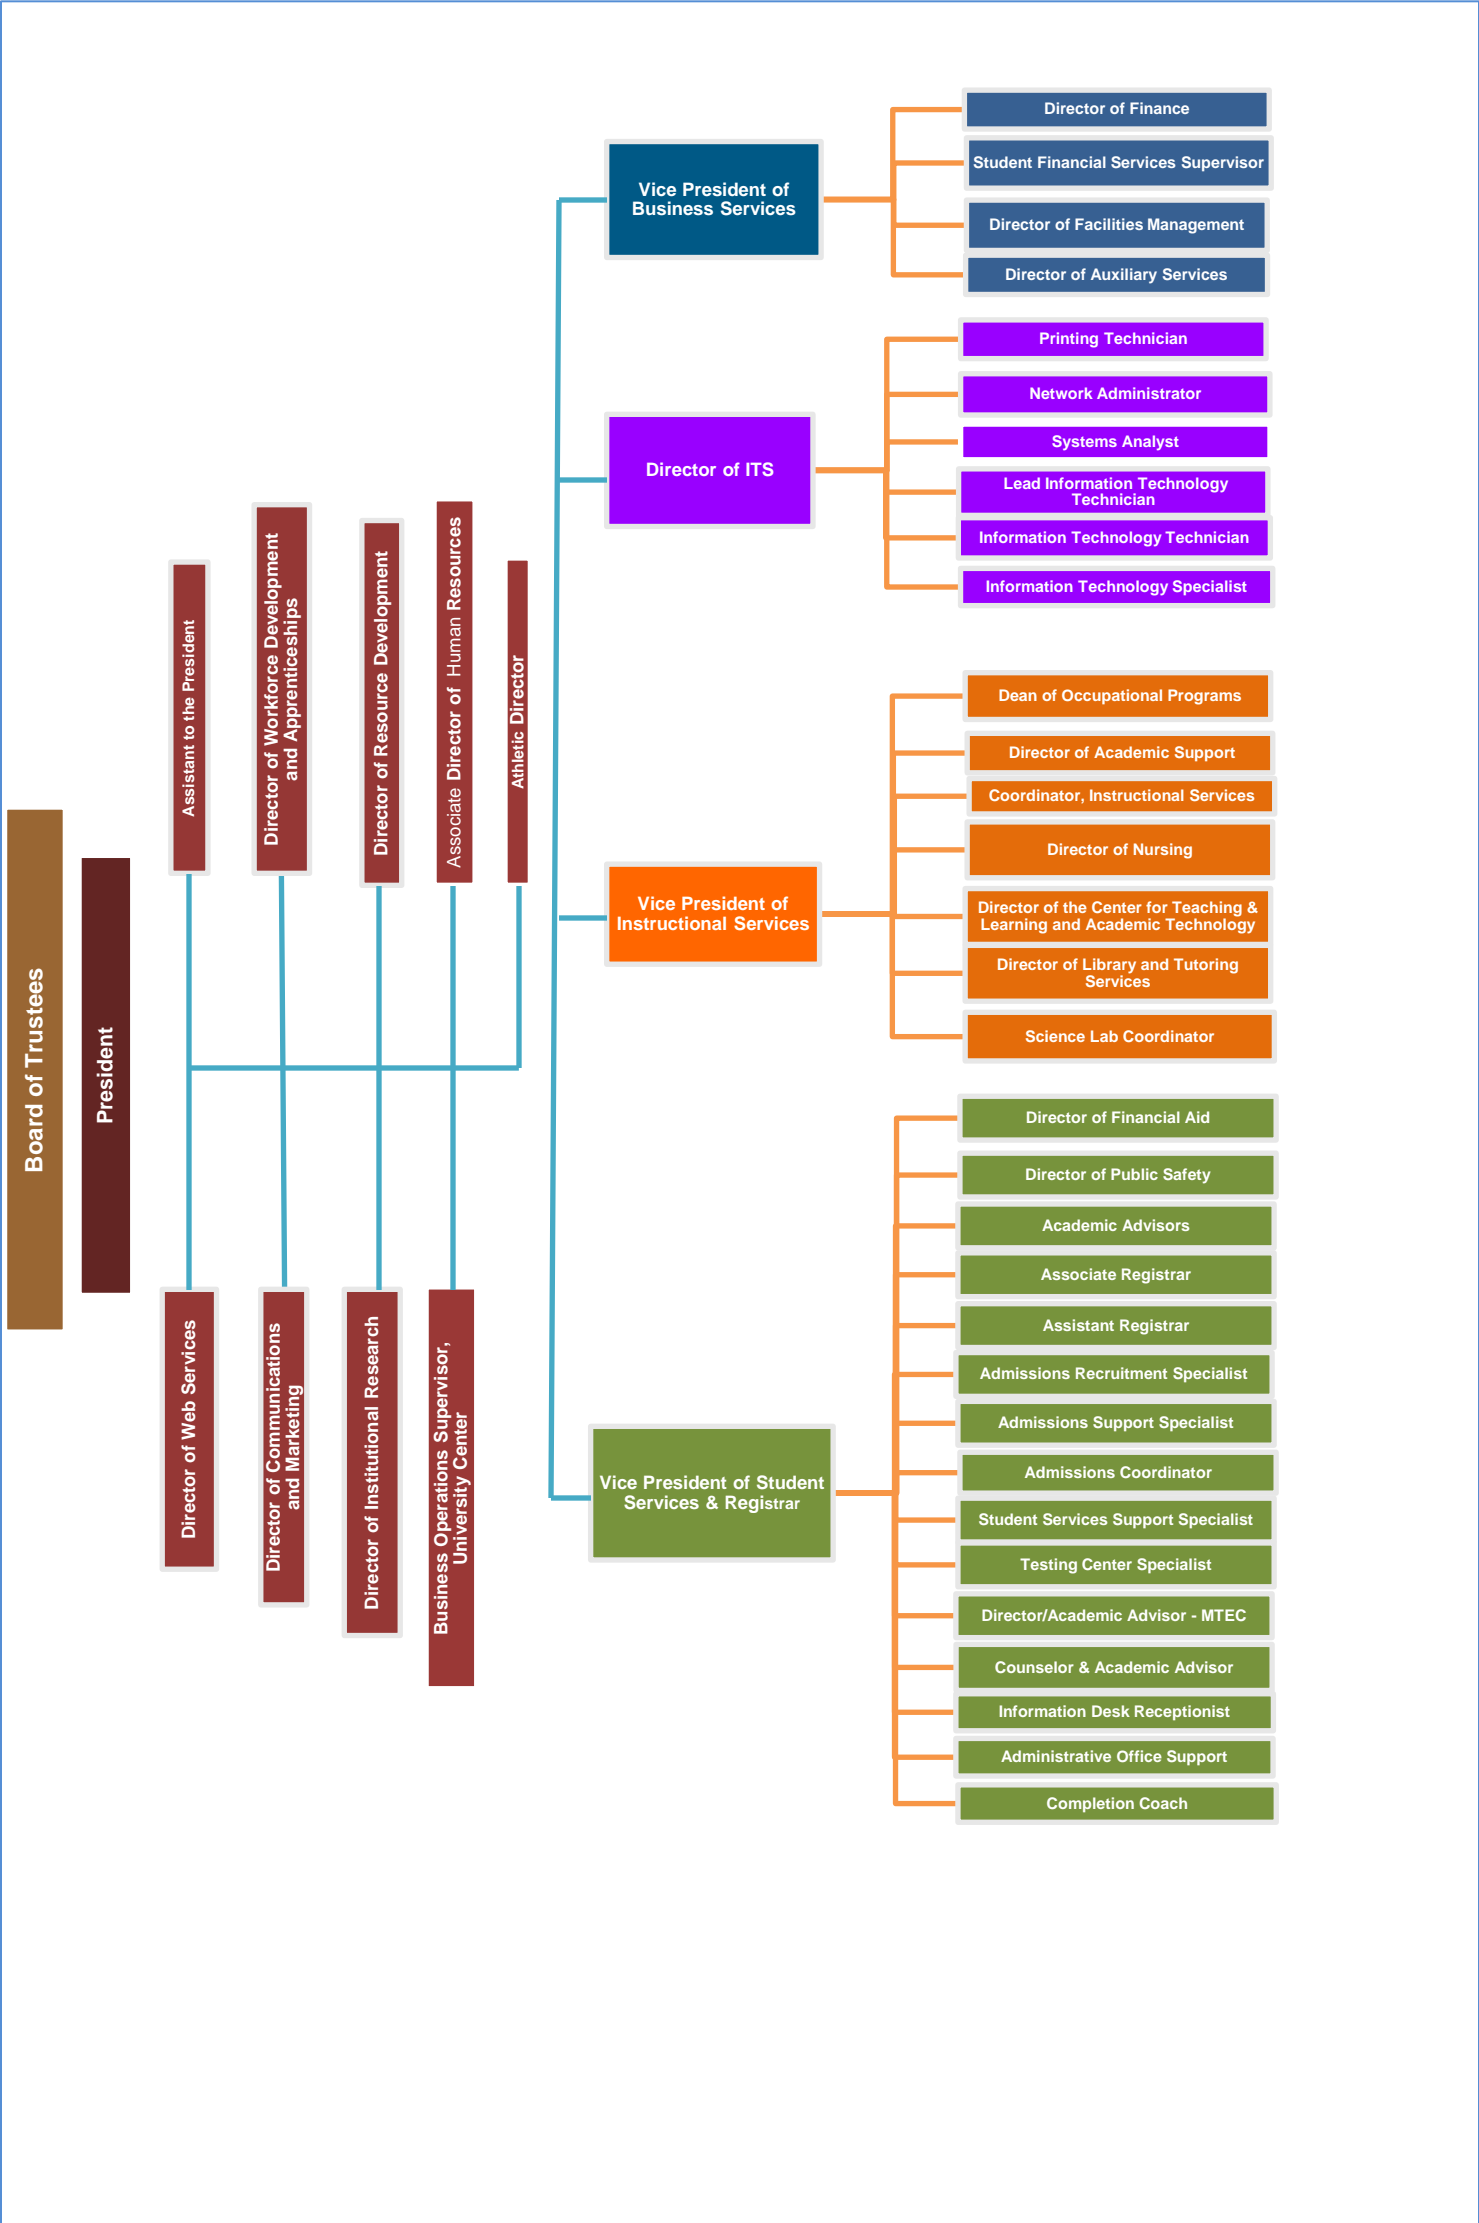 Board of Trustees
President
Assistant to the President
Director of Workforce Development
and Apprenticeships
Director of Resource Development
Associate Director of Human Resources
Athletic Director
Director of Web Services
Director of Communications
and Marketing
Director of Institutional Research
Business Operations Supervisor,
University Center
Vice President of
Business Services
Director of Finance
Student Financial Services Supervisor
Director of Facilities Management
Director of Auxiliary Services
Director of ITS
Printing Technician
Network Administrator
Systems Analyst
Lead Information Technology
Technician
Information Technology Technician
Information Technology Specialist
Vice President of
Instructional Services
Dean of Occupational Programs
Director of Academic Support
Coordinator, Instructional Services
Director of Nursing
Director of the Center for Teaching &
Learning and Academic Technology
Director of Library and Tutoring
Services
Science Lab Coordinator
Vice President of Student
Services & Registrar
Director of Financial Aid
Director of Public Safety
Academic Advisors
Associate Registrar
Assistant Registrar
Admissions Recruitment Specialist
Admissions Support Specialist
Admissions Coordinator
Student Services Support Specialist
Testing Center Specialist
Director/Academic Advisor - MTEC
Counselor & Academic Advisor
Information Desk Receptionist
Administrative Office Support
Completion Coach